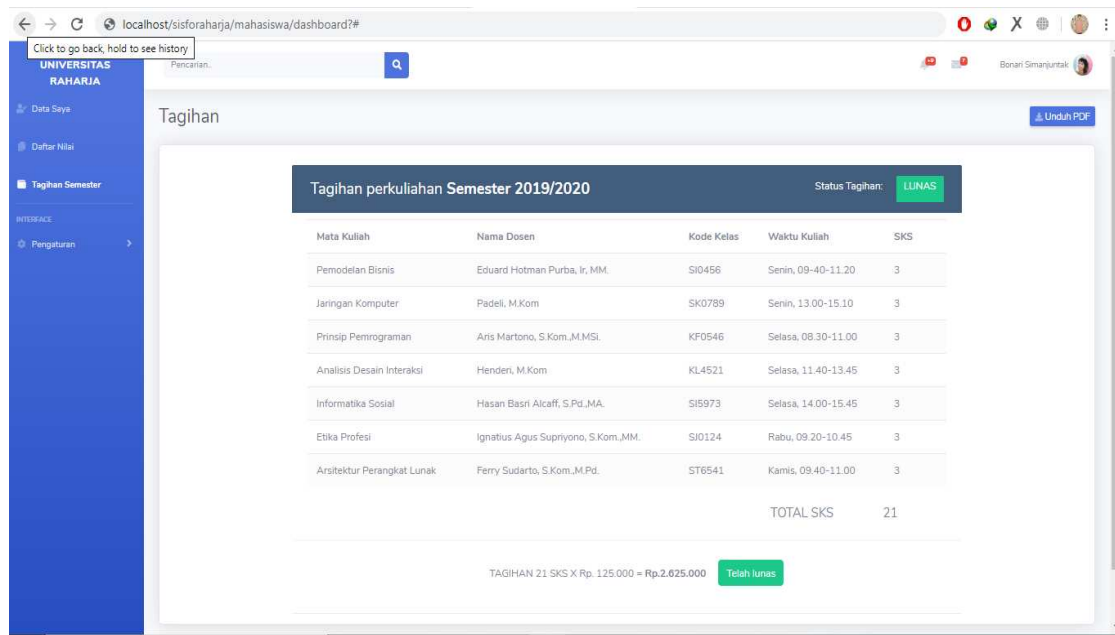 localhost/sisforaharja/mahasiswa/dashboard?#
Click to go back, hold to see history
UNIVERSITAS
RAHARJA
Pencarian..
Bonari Simanjuntak
Data Saya
Daftar Nilai
Tagihan Semester
INTERFACE
Pengaturan
Tagihan
Unduh PDF
Tagihan perkuliahan Semester 2019/2020 Status Tagihan: LUNAS
Mata Kuliah Nama Dosen Kode Kelas Waktu Kuliah SKS
Pemodelan Bisnis Eduard Hotman Purba, Ir, MM. SI0456 Senin, 09-40-11.20 3
Jaringan Komputer Padeli, M.Kom SK0789 Senin, 13.00-15.10 3
Prinsip Pemrograman Aris Martono, S.Kom.,M.MSi. KF0546 Selasa, 08.30-11.00 3
Analisis Desain Interaksi Henderi, M.Kom KL4521 Selasa, 11.40-13.45 3
Informatika Sosial Hasan Basri Alcaff, S.Pd.,MA. SI5973 Selasa, 14.00-15.45 3
Etika Profesi Ignatius Agus Supriyono, S.Kom.,MM. SJ0124 Rabu, 09.20-10.45 3
Arsitektur Perangkat Lunak Ferry Sudarto, S.Kom.,M.Pd. ST6541 Kamis, 09.40-11.00 3
TOTAL SKS 21
TAGIHAN 21 SKS X Rp. 125.000 = Rp.2.625.000 Telah lunas